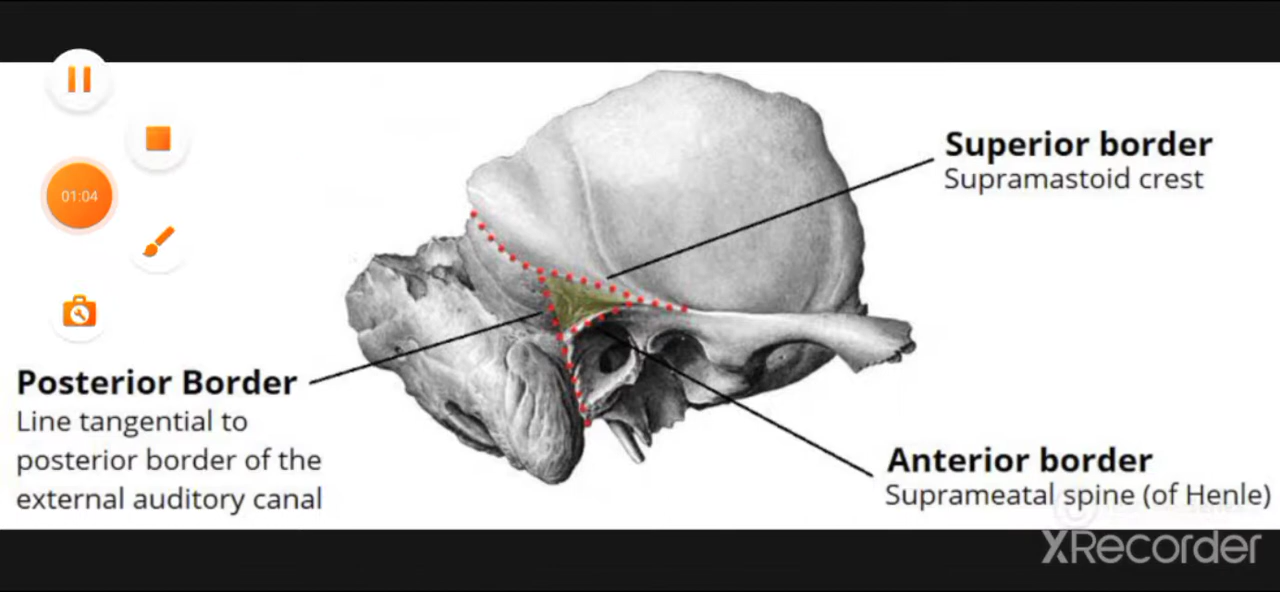 01:04
Superior border
Supramastoid crest
Posterior Border
Line tangential to
posterior border of the
external auditory canal
Anterior border
Suprameatal spine (of Henle)
XRecorder